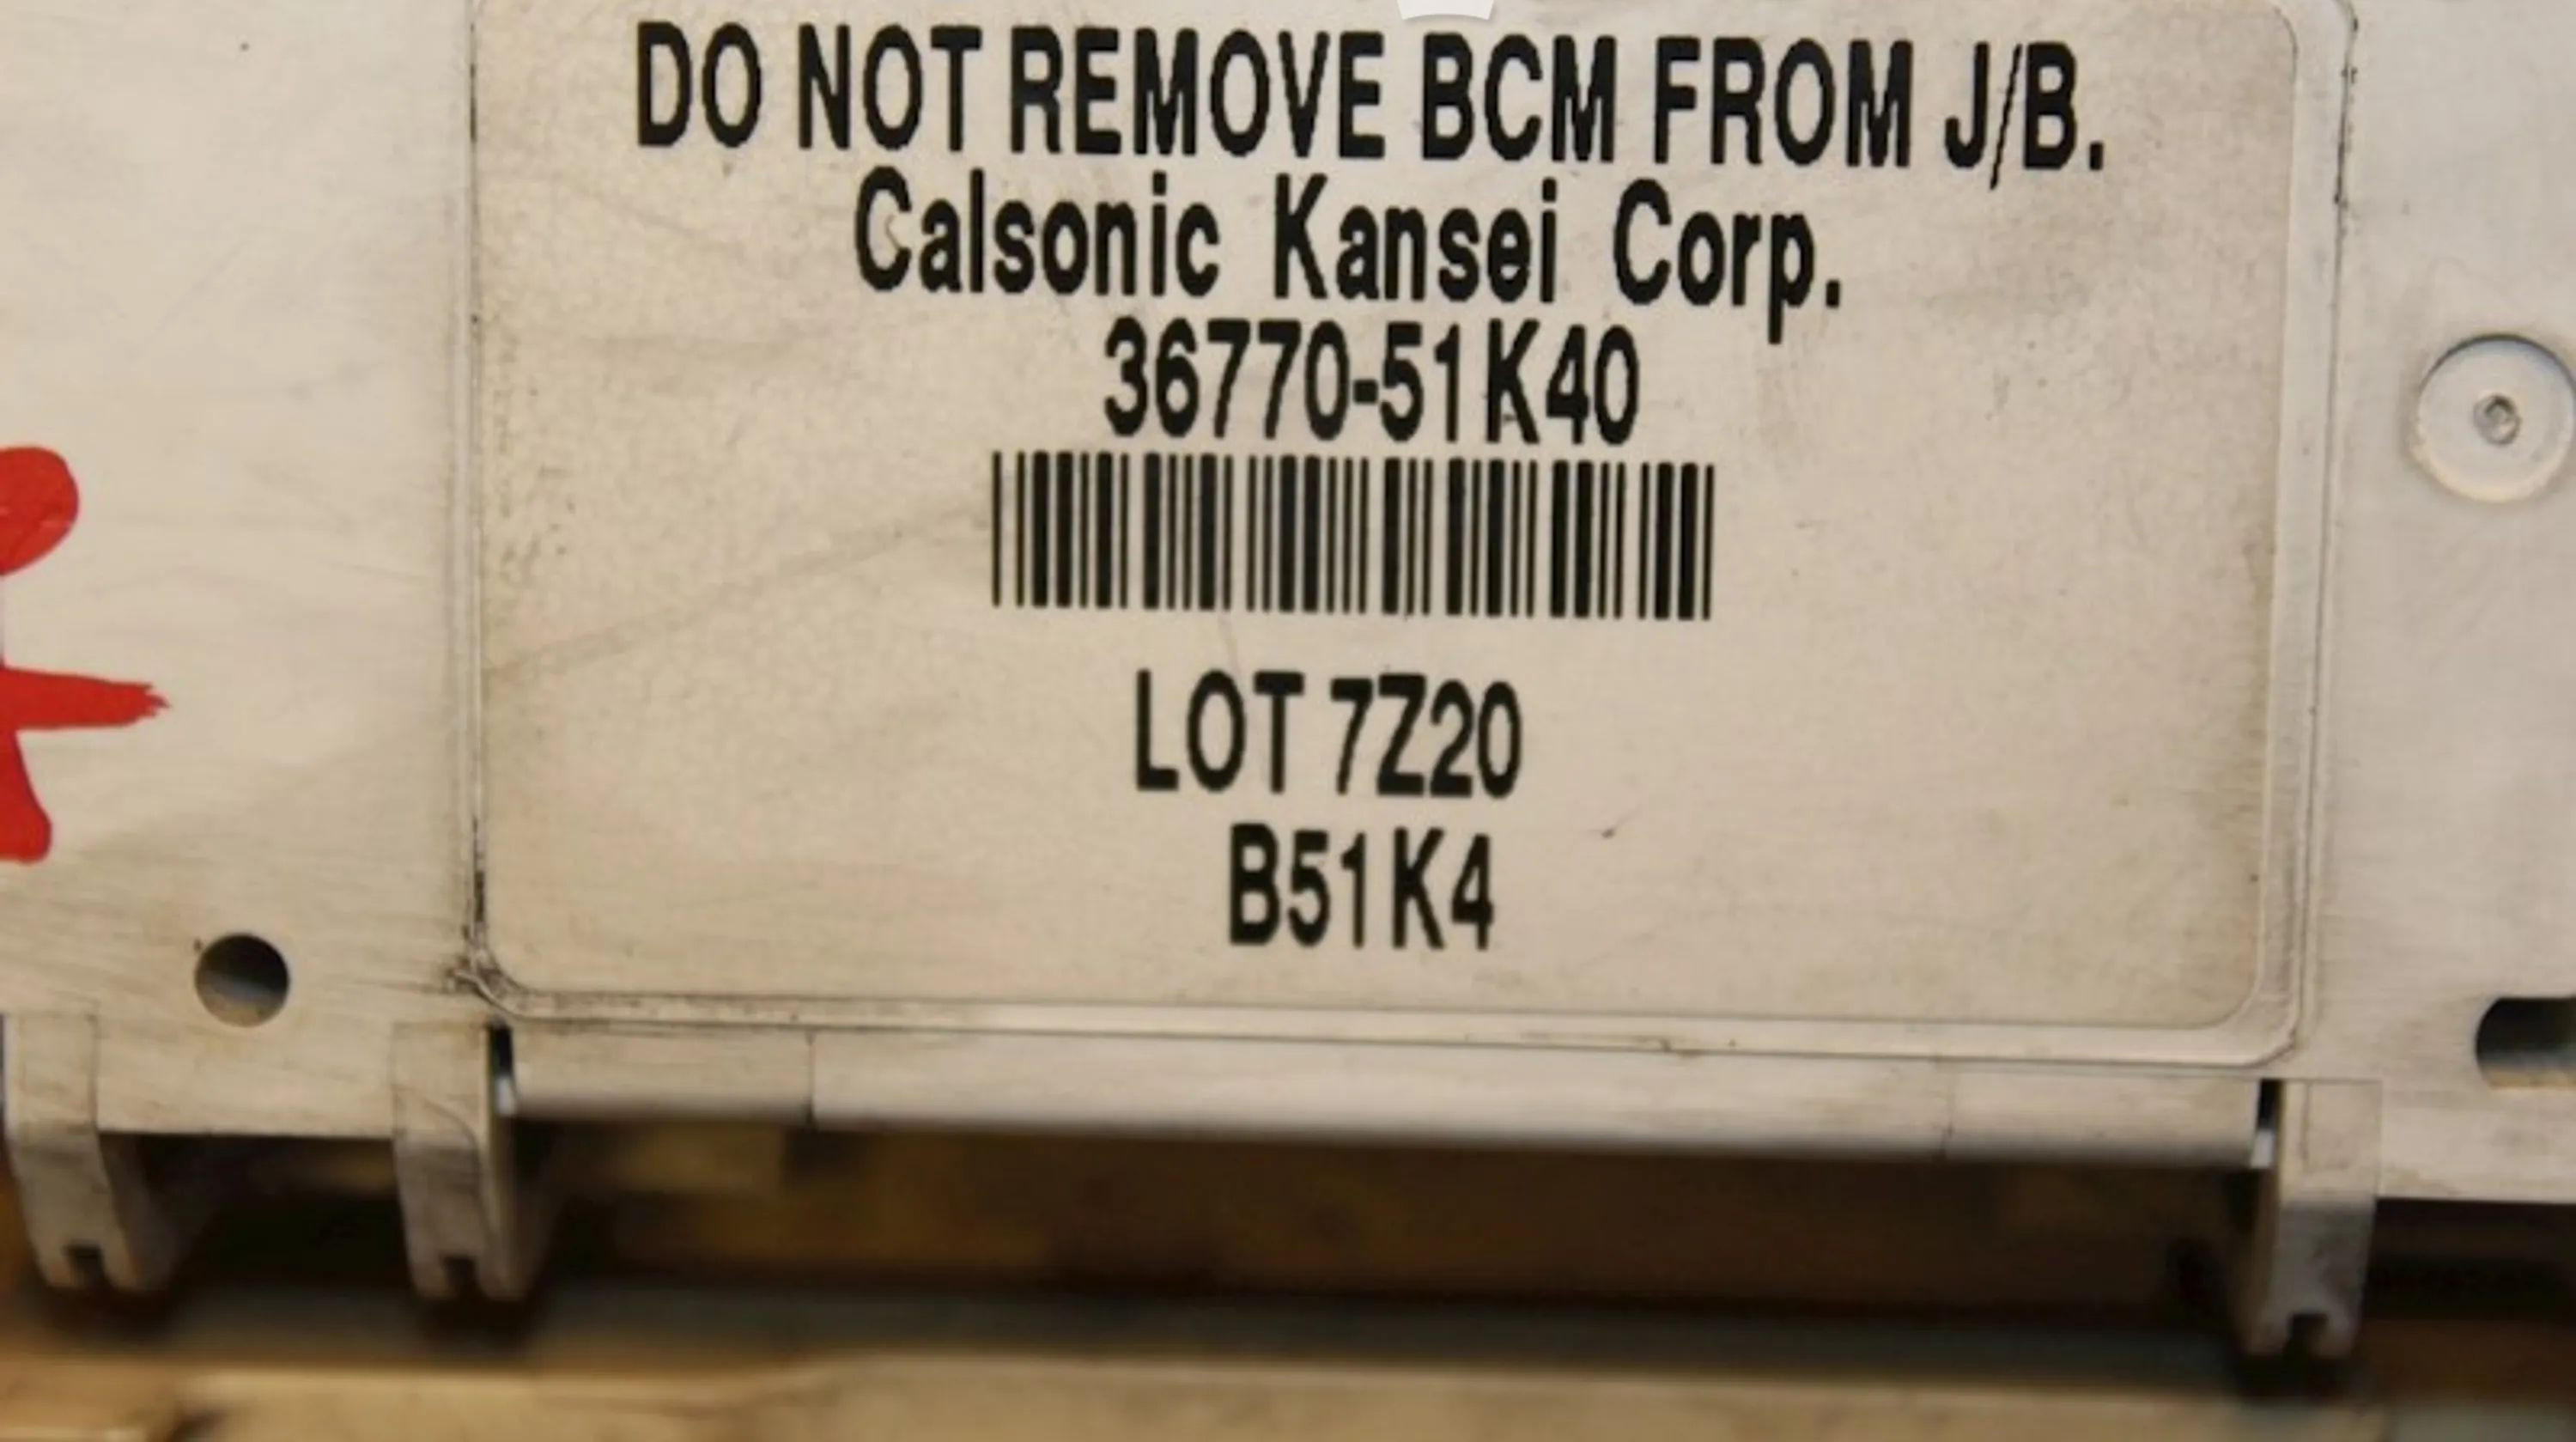 DO NOT REMOVE BCM FROM J/B.
Calsonic Kansei Corp.
36770-51K40
LOT 7Z20
B51K4